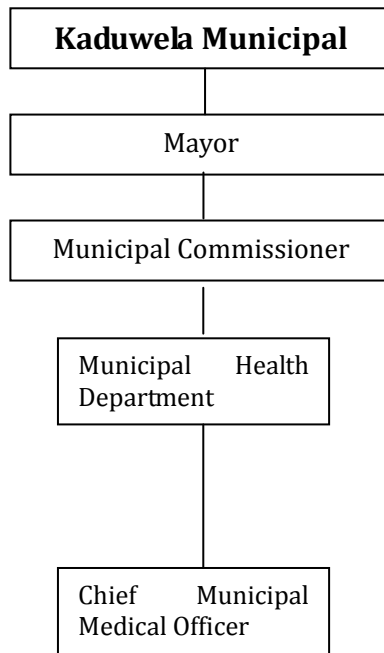 Kaduwela Municipal
Mayor
Municipal Commissioner
Municipal Health
Department
Chief Municipal
Medical Officer